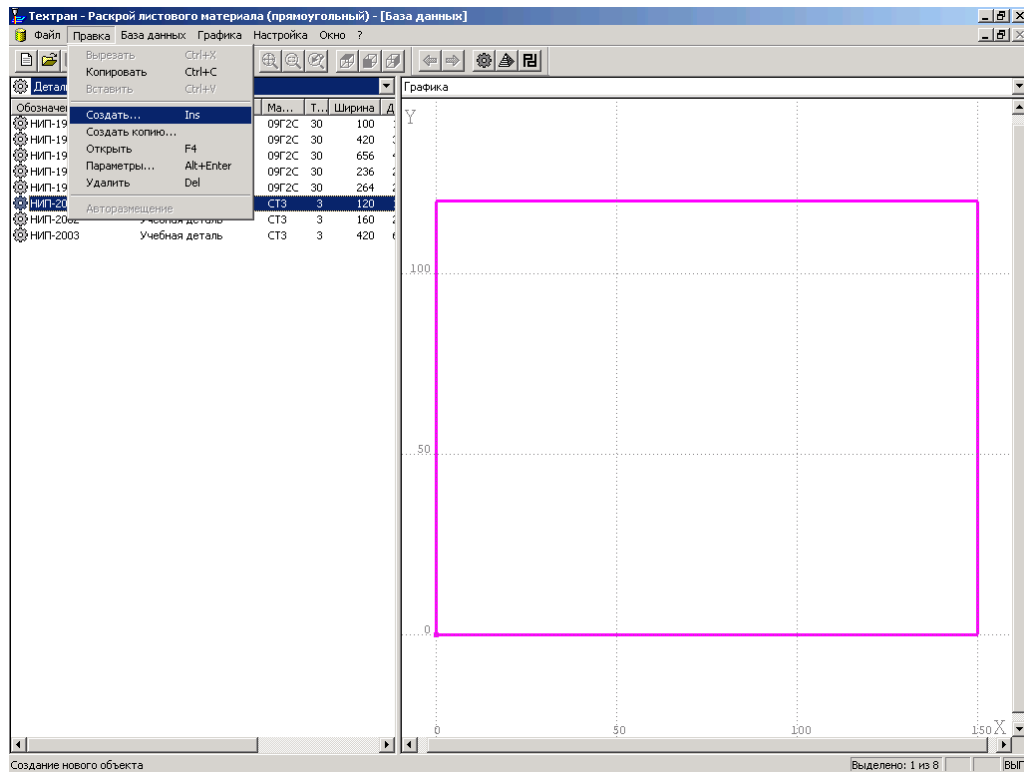 Техтран - Раскрой листового материала (прямоугольный) - [База данных]
Файл Правка База данных Графика Настройка Окно ?
Вырезать Ctrl+X
Копировать Ctrl+C
Вставить Ctrl+V
Создать... Ins
Создать копию...
Открыть F4
Параметры... Alt+Enter
Удалить Del
Авторазмещение
Ма... Т... Ширина
НИП-19 09Г2С 30 100
НИП-19 09Г2С 30 420
НИП-19 09Г2С 30 656
НИП-19 09Г2С 30 236
НИП-19 09Г2С 30 264
НИП-20 СТ3 3 120
НИП-2002 Учебная деталь СТ3 3 160
НИП-2003 Учебная деталь СТ3 3 420
Графика
Y
100
50
0
0 50 100 150 X
Создание нового объекта
Выделено: 1 из 8